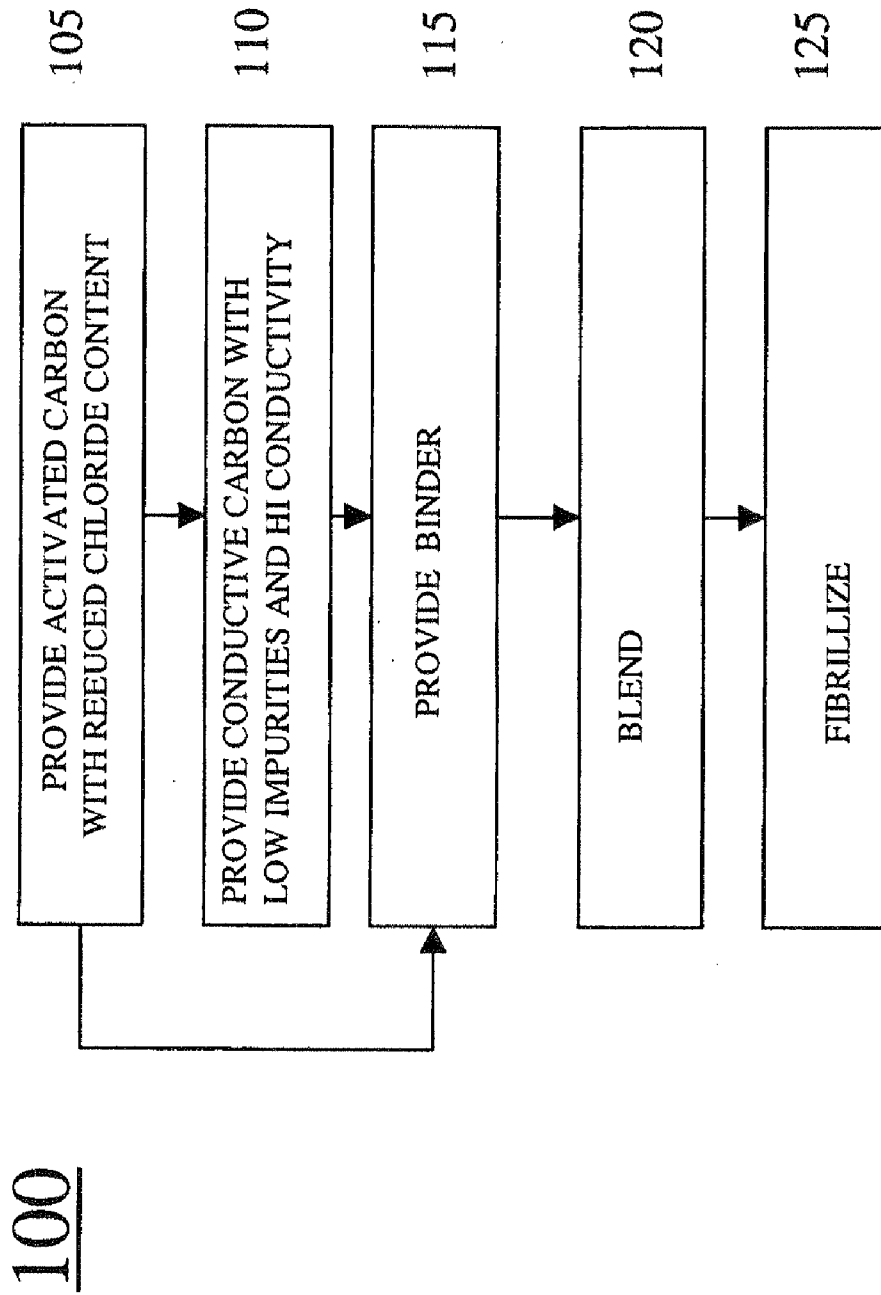 100
PROVIDE ACTIVATED CARBON
WITH REEUCED CHLORIDE CONTENT
105
PROVIDE CONDUCTIVE CARBON WITH
LOW IMPURITIES AND HI CONDUCTIVITY
110
PROVIDE BINDER
115
BLEND
120
FIBRILLIZE
125